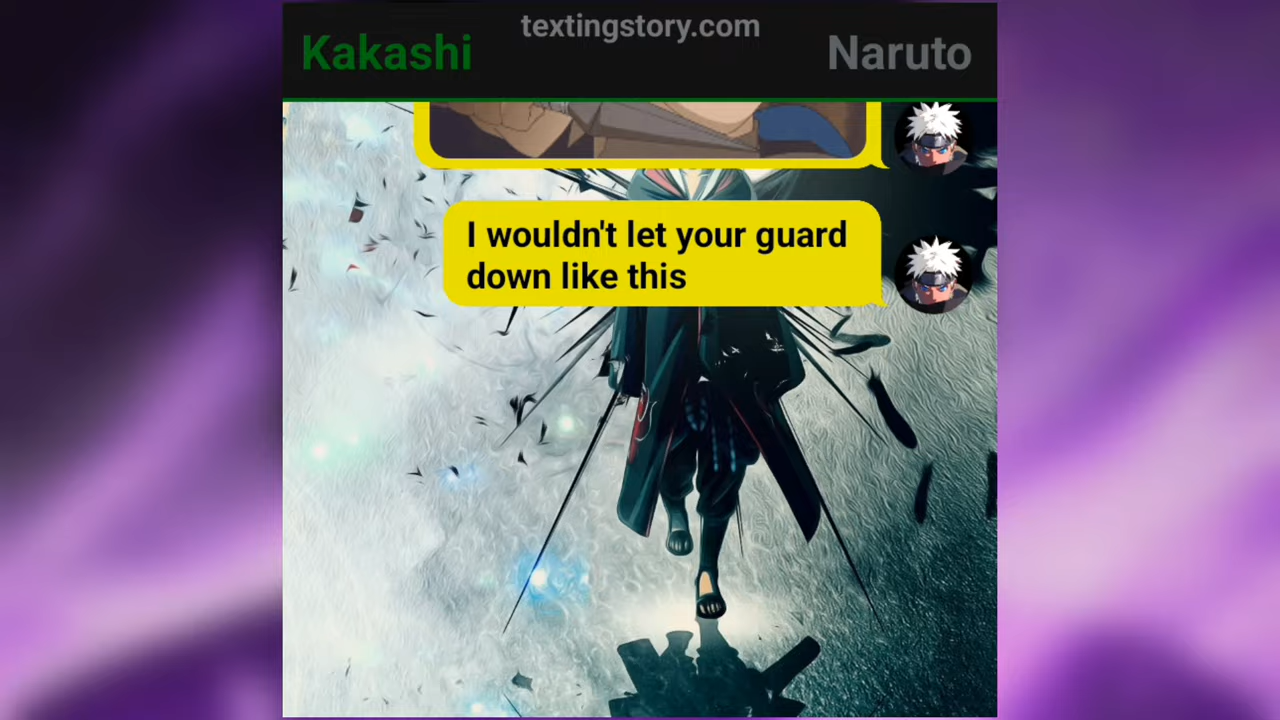 textingstory.com
Kakashi
Naruto
I wouldn't let your guard
down like this